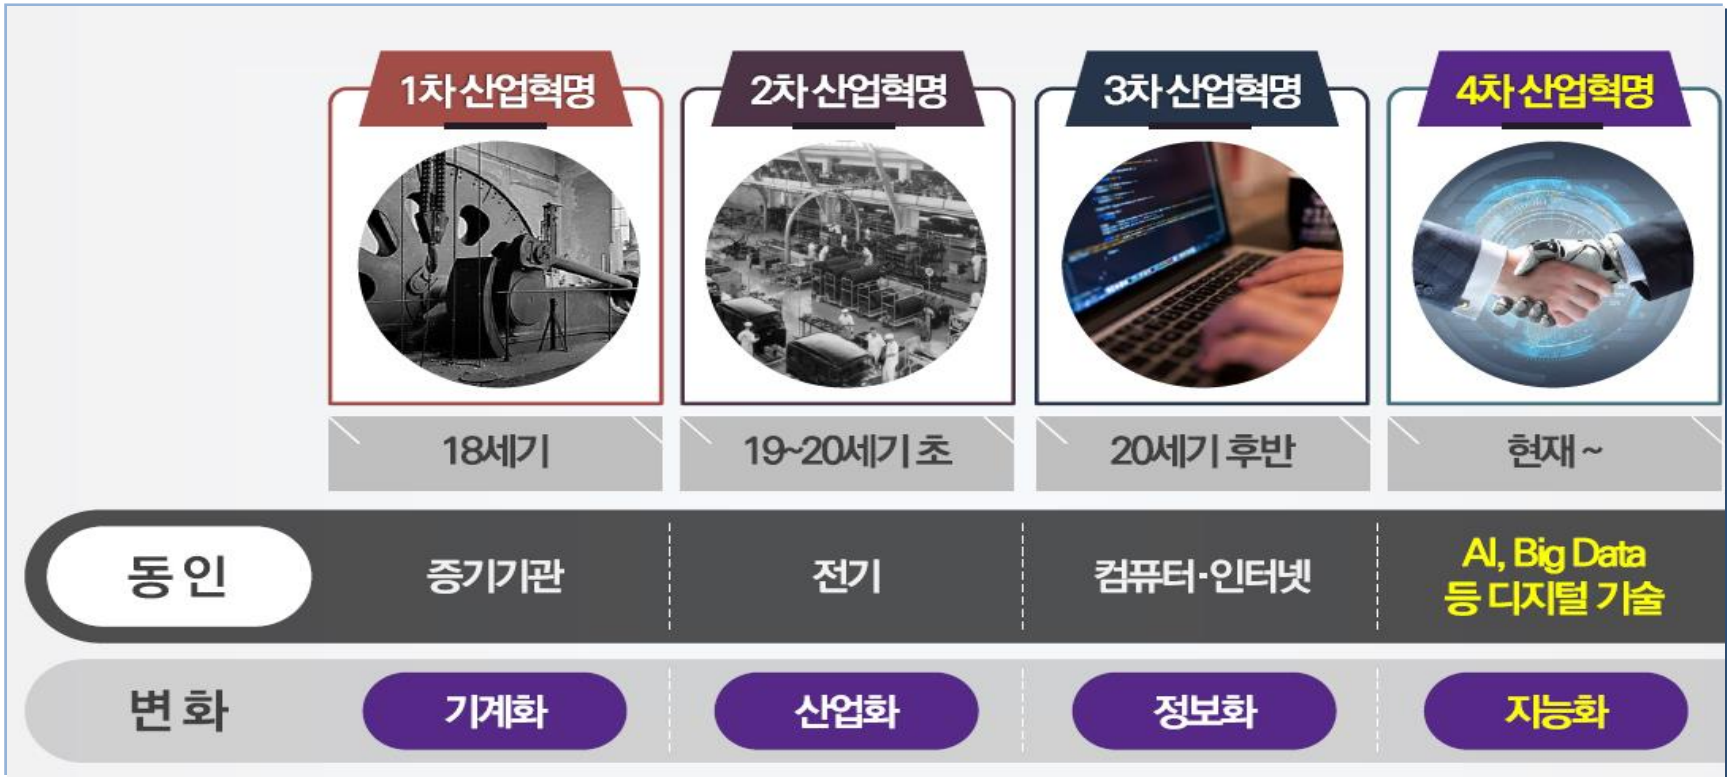 1차 산업혁명
2차 산업혁명
3차 산업혁명
4차 산업혁명
18세기
19~20세기 초
20세기 후반
현재 ~
동 인
증기기관
전기
컴퓨터·인터넷
AI, Big Data
등 디지털 기술
변 화
기계화
산업화
정보화
지능화